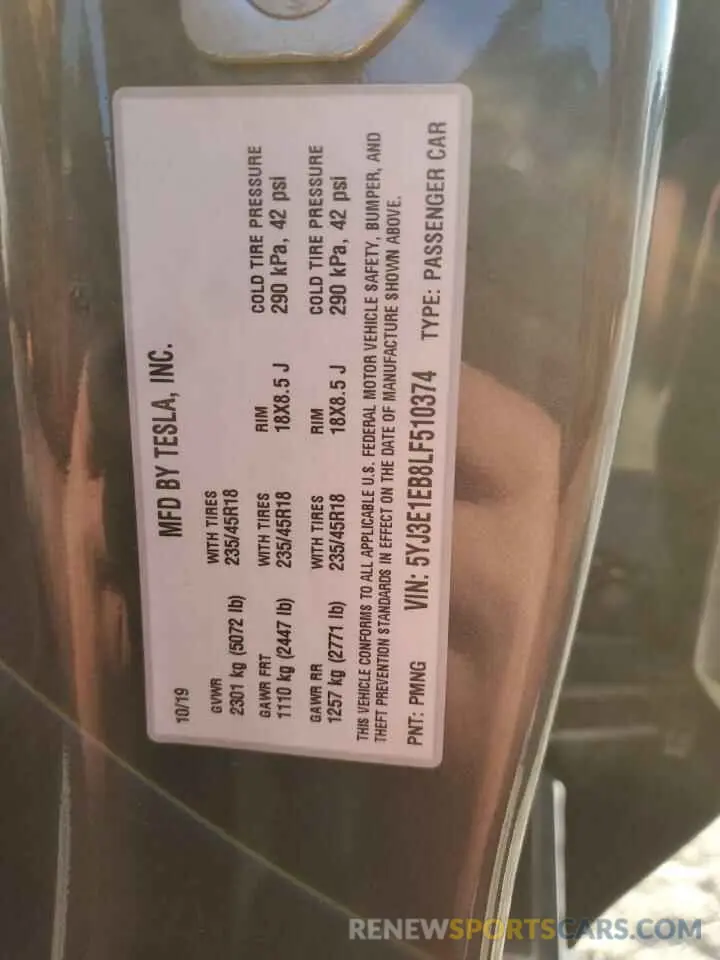 MFD BY TESLA, INC.
10/19
GVWR WITH TIRES
2301 kg (5072 lb) 235/45R18
GAWR FRT WITH TIRES RIM COLD TIRE PRESSURE
1110 kg (2447 lb) 235/45R18 18X8.5 J 290 kPa, 42 psi
GAWR RR WITH TIRES RIM COLD TIRE PRESSURE
1257 kg (2771 lb) 235/45R18 18X8.5 J 290 kPa, 42 psi
THIS VEHICLE CONFORMS TO ALL APPLICABLE U.S. FEDERAL MOTOR VEHICLE SAFETY, BUMPER, AND
THEFT PREVENTION STANDARDS IN EFFECT ON THE DATE OF MANUFACTURE SHOWN ABOVE.
PNT: PMNG VIN: 5YJ3E1EB8LF510374 TYPE: PASSENGER CAR
RENEWSPORTSCARS.COM